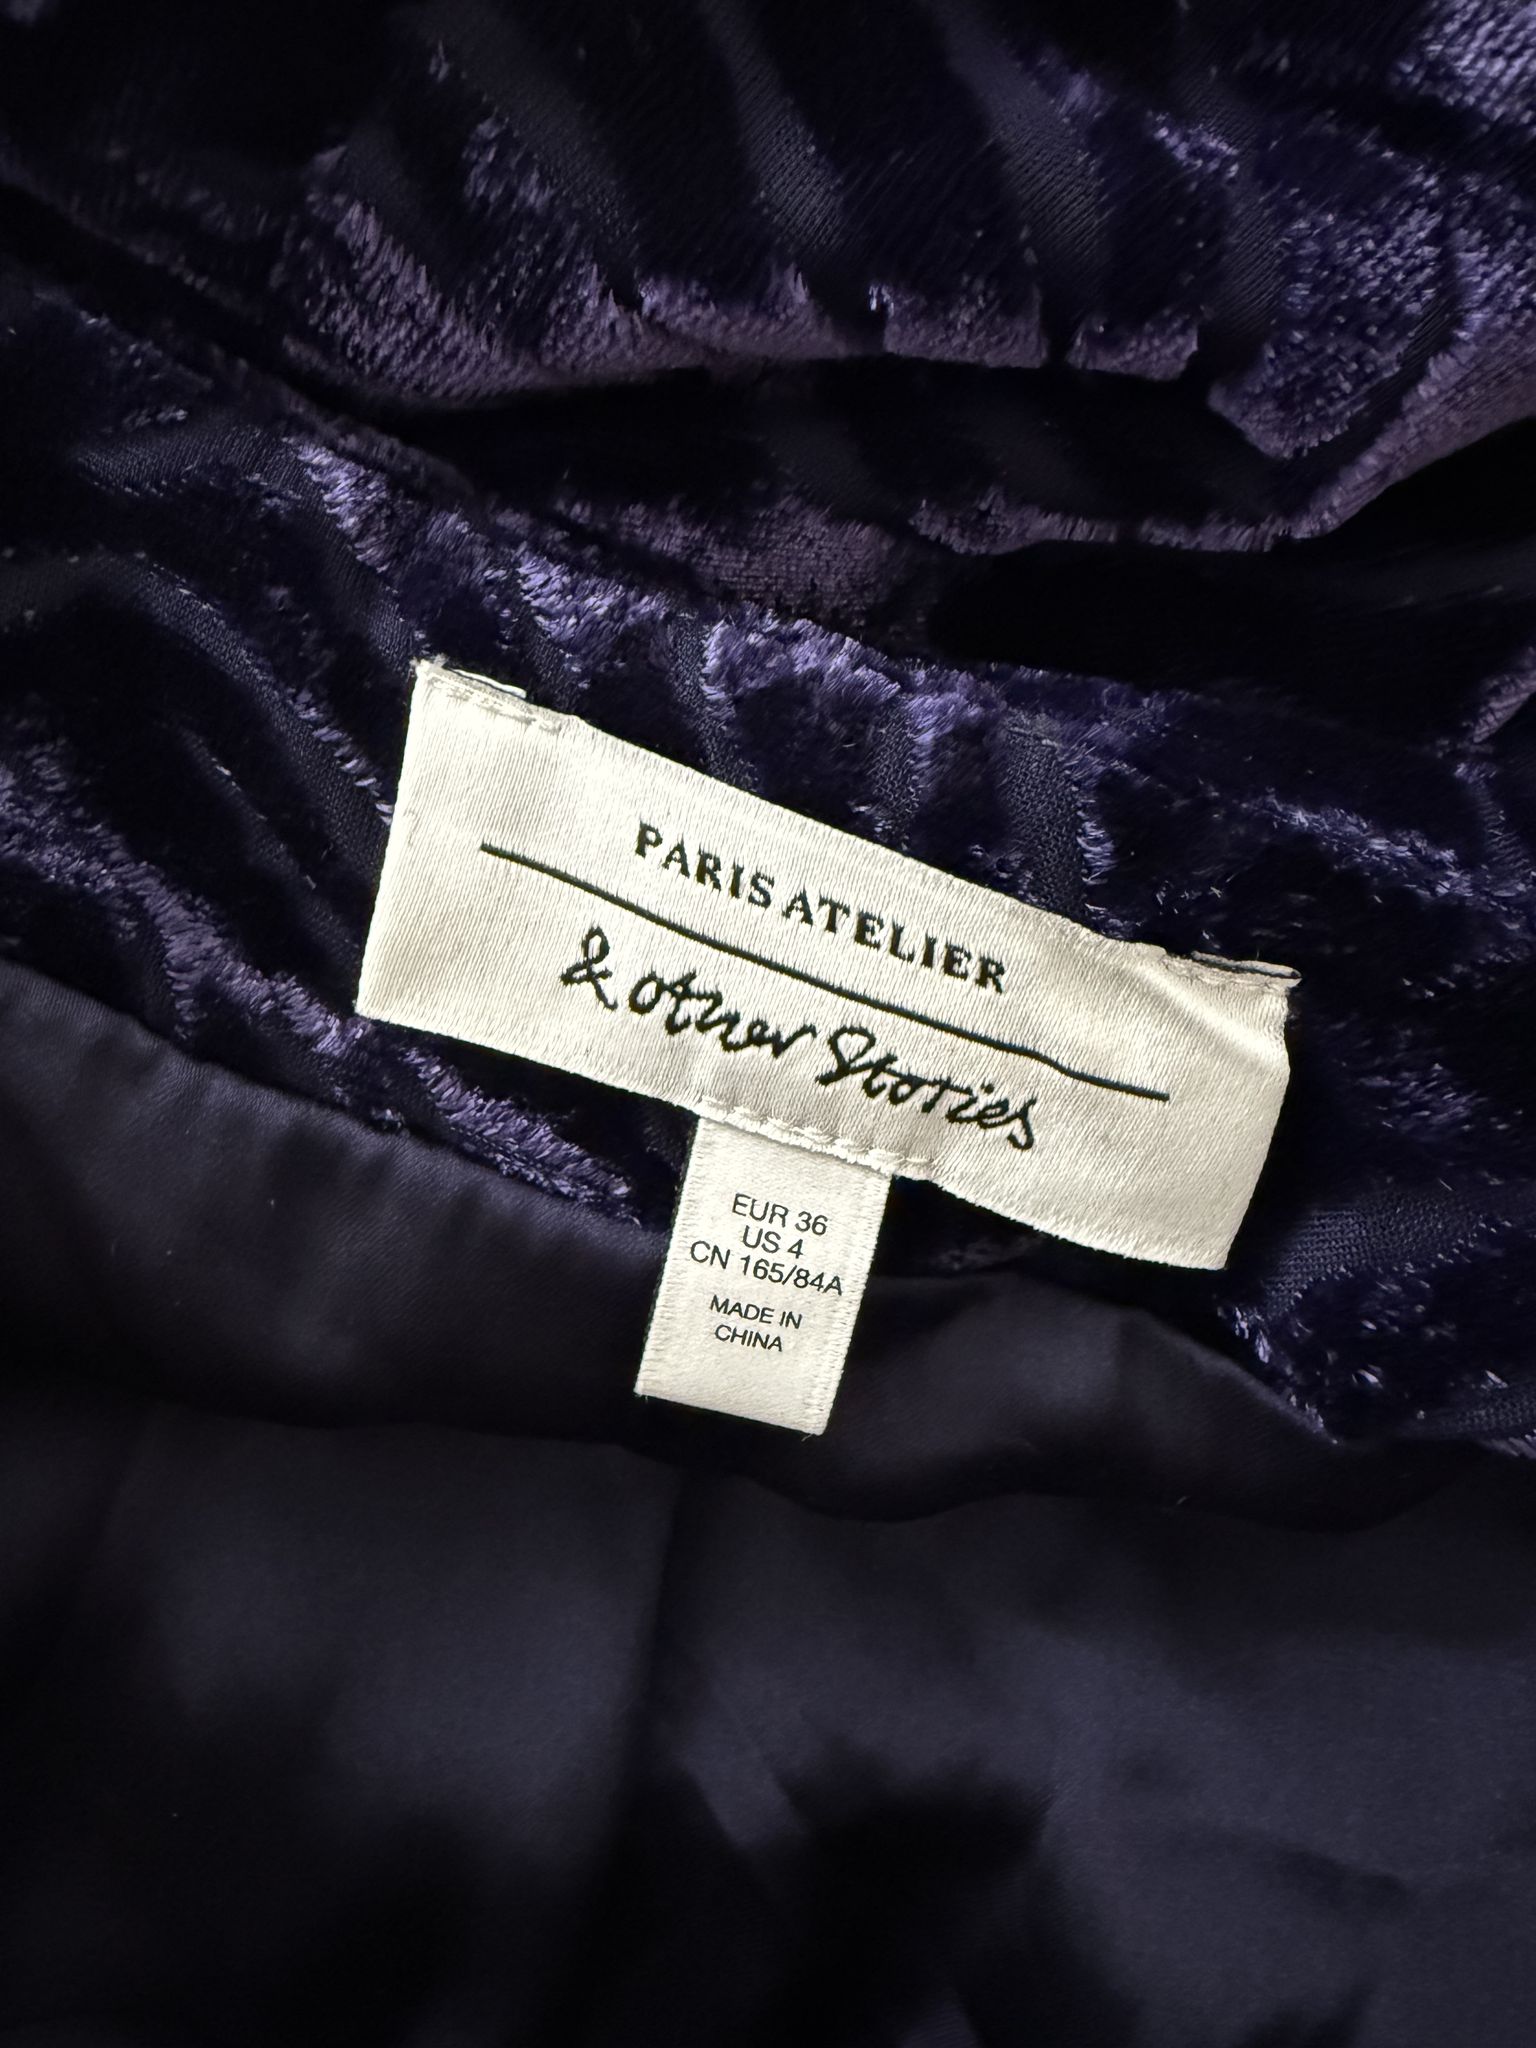 PARIS ATELIER
& Other Stories
EUR 36
US 4
CN 165/84A
MADE IN
CHINA